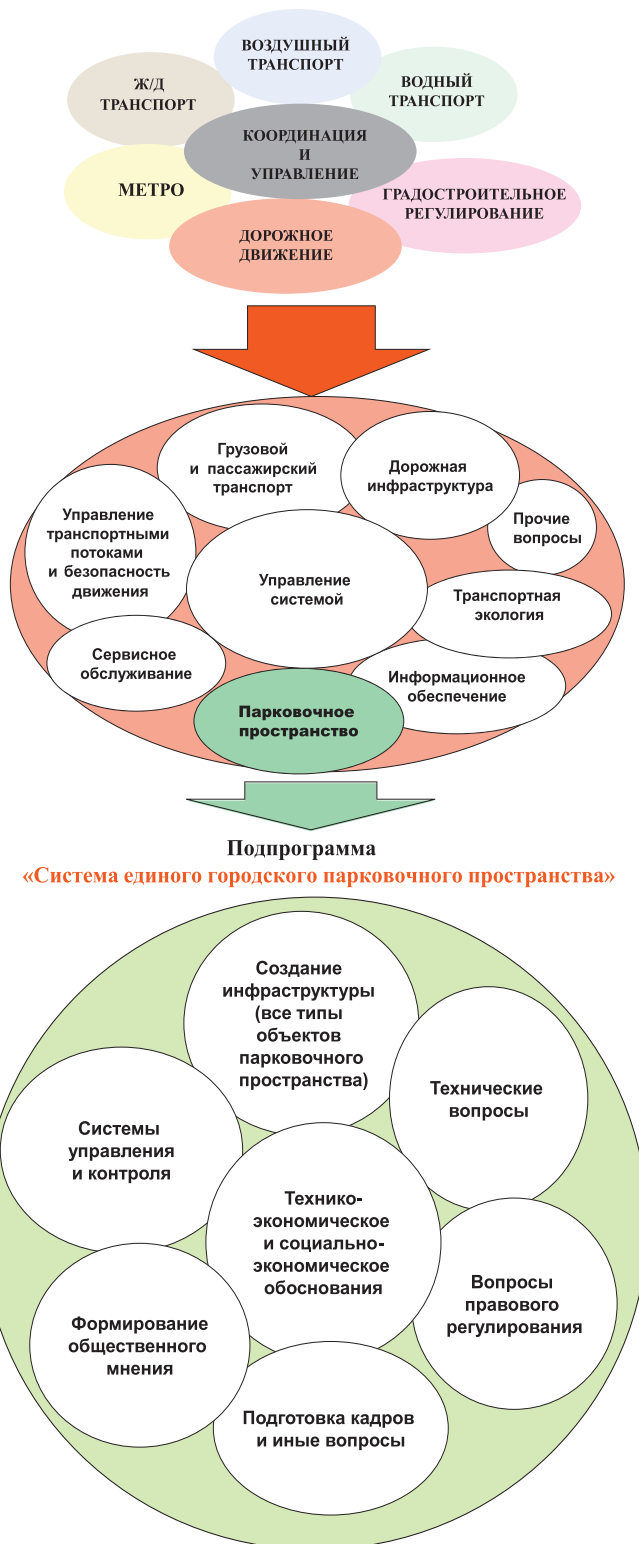 ВОЗДУШНЫЙ
ТРАНСПОРТ
Ж/Д
ТРАНСПОРТ
ВОДНЫЙ
ТРАНСПОРТ
КООРДИНАЦИЯ
И
УПРАВЛЕНИЕ
МЕТРО
ГРАДОСТРОИТЕЛЬНОЕ
РЕГУЛИРОВАНИЕ
ДОРОЖНОЕ
ДВИЖЕНИЕ
Грузовой
и пассажирский
транспорт
Дорожная
инфраструктура
Управление
транспортными
потоками
и безопасность
движения
Прочие
вопросы
Управление
системой
Транспортная
экология
Сервисное
обслуживание
Информационное
обеспечение
Парковочное
пространство
Подпрограмма
«Система единого городского парковочного пространства»
Создание
инфраструктуры
(все типы
объектов
парковочного
пространства)
Технические
вопросы
Системы
управления
и контроля
Технико-
экономическое
и социально-
экономическое
обоснования
Вопросы
правового
регулирования
Формирование
общественного
мнения
Подготовка кадров
и иные вопросы